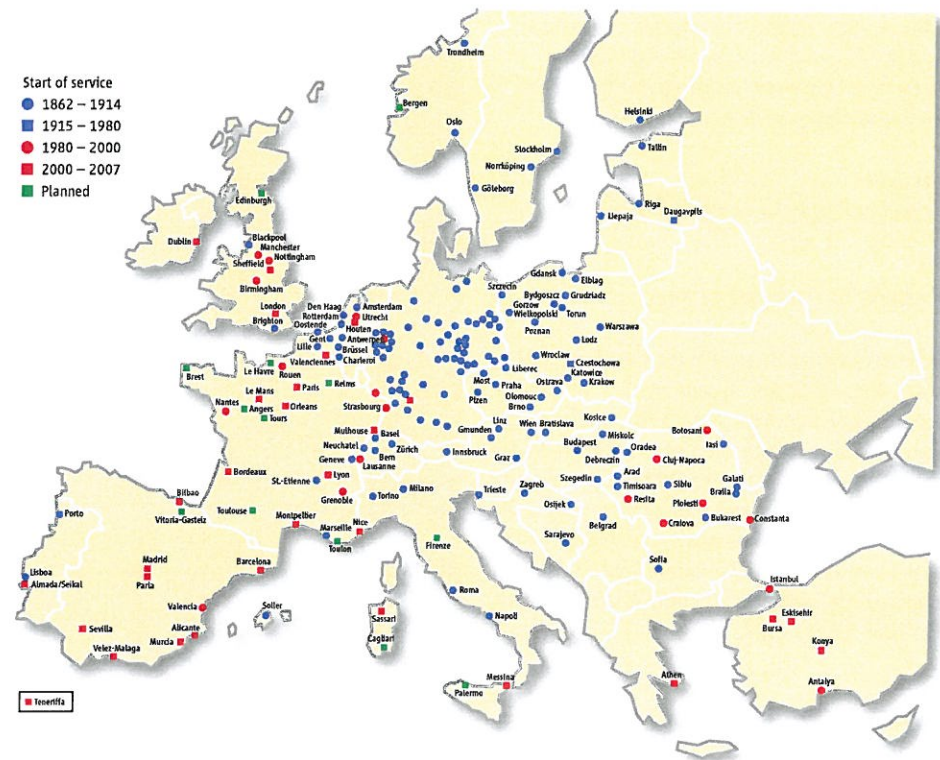 Start of service
1862 – 1914
1915 – 1980
1980 – 2000
2000 – 2007
Planned
Trondheim
Bergen
Oslo
Helsinki
Tallin
Stockholm
Norrköping
Göteborg
Riga
Liepaja
Daugavpils
Edinburgh
Dublin
Blackpool
Manchester
Nottingham
Sheffield
Birmingham
London
Brighton
Den Haag
Amsterdam
Rotterdam
Utrecht
Oostende
Houten
Gent
Antwerpen
Lille
Brüssel
Valenciennes
Charleroi
Gdansk
Elblag
Szczecin
Bydgoszcz
Grudziadz
Gorzow
Wielkopolski
Torun
Poznan
Warszawa
Lodz
Wroclaw
Czestochowa
Liberec
Katowice
Most
Praha
Ostrava
Krakow
Plzen
Olomouc
Brno
Brest
Le Havre
Rouen
Le Mans
Paris
Reims
Nantes
Angers
Orleans
Tours
Strasbourg
Mulhouse
Basel
Neuchatel
Zürich
Bern
Geneve
Lausanne
Linz
Gmunden
Wien
Bratislava
Innsbruck
Graz
Kosice
Miskolc
Budapest
Oradea
Debreczin
Botosani
Iasi
Cluj-Napoca
Arad
Szegedin
Timisoara
Sibiu
Galati
Braila
Resita
Ploiesti
Craiova
Bukarest
Constanta
Bordeaux
St.-Etienne
Lyon
Grenoble
Torino
Milano
Trieste
Zagreb
Osijek
Belgrad
Sarajevo
Sofia
Bilbao
Vitoria-Gasteiz
Toulouse
Montpellier
Marseille
Nice
Toulon
Firenze
Porto
Lisboa
Almada/Seikal
Madrid
Parla
Barcelona
Valencia
Soller
Alicante
Sevilla
Murcia
Velez-Malaga
Roma
Napoli
Sassari
Cagliari
Messina
Palermo
Istanbul
Eskisehir
Bursa
Konya
Athen
Antalya
Teneriffa